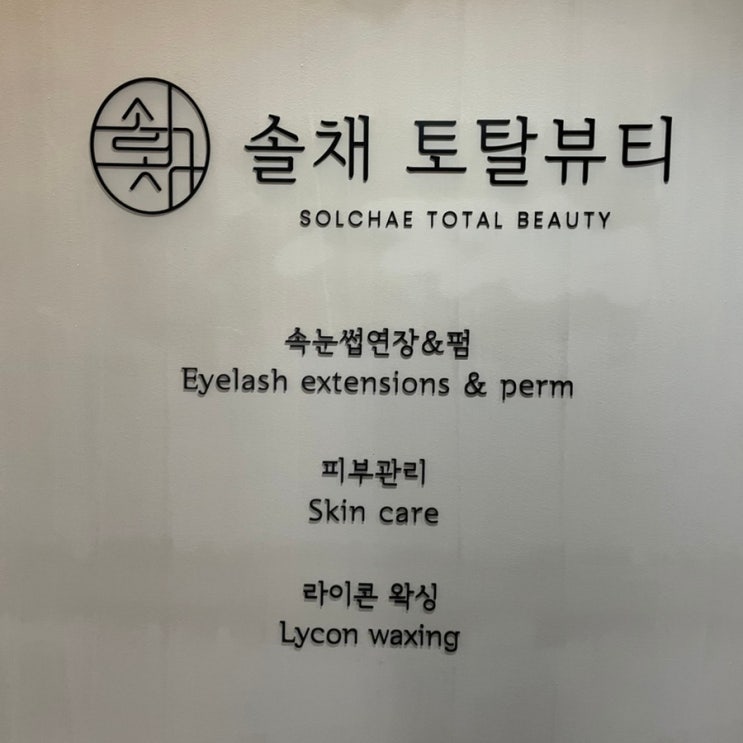 솔채 토탈뷰티
SOLCHAE TOTAL BEAUTY
속눈썹연장&펌
Eyelash extensions & perm
피부관리
Skin care
라이콘 왁싱
Lycon waxing